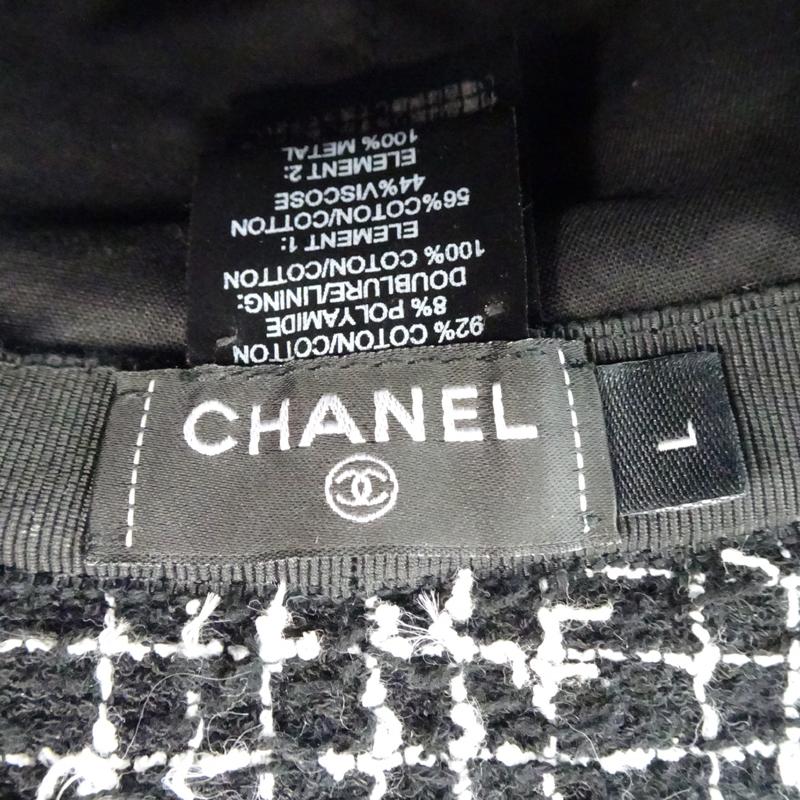 92% COTON/COTTON
8% POLYAMIDE
DOUBLURE/LINING:
100% COTON/COTTON
ELEMENT 1:
56%COTON/COTTON
44%VISCOSE
ELEMENT 2:
100% METAL
CHANEL
L